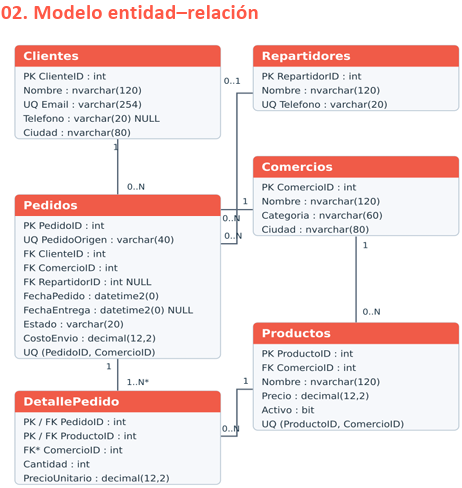 02. Modelo entidad–relación
Clientes
PK ClienteID : int
Nombre : nvarchar(120)
UQ Email : nvarchar(254)
Telefono : varchar(20) NULL
Ciudad : nvarchar(80)
Repartidores
PK RepartidorID : int
Nombre : nvarchar(120)
UQ Telefono : varchar(20)
0..1
1
0..N
Comercios
PK ComercioID : int
Nombre : nvarchar(120)
Categoria : nvarchar(60)
Ciudad : nvarchar(80)
Pedidos
PK PedidoID : int
UQ PedidoOrigen : varchar(40)
FK ClienteID : int
FK ComercioID : int
FK RepartidorID : int NULL
FechaPedido : datetime2(0)
FechaEntrega : datetime2(0) NULL
Estado : varchar(20)
CostoEnvio : decimal(12,2)
UQ (PedidoID, ComercioID)
1
0..N
0..N
1
0..N
Productos
PK ProductoID : int
FK ComercioID : int
Nombre : nvarchar(120)
Precio : decimal(12,2)
Activo : bit
UQ (ProductoID, ComercioID)
1
1..N*
1
0..N
DetallePedido
PK / FK PedidoID : int
PK / FK ProductoID : int
FK* ComercioID : int
Cantidad : int
PrecioUnitario : decimal(12,2)